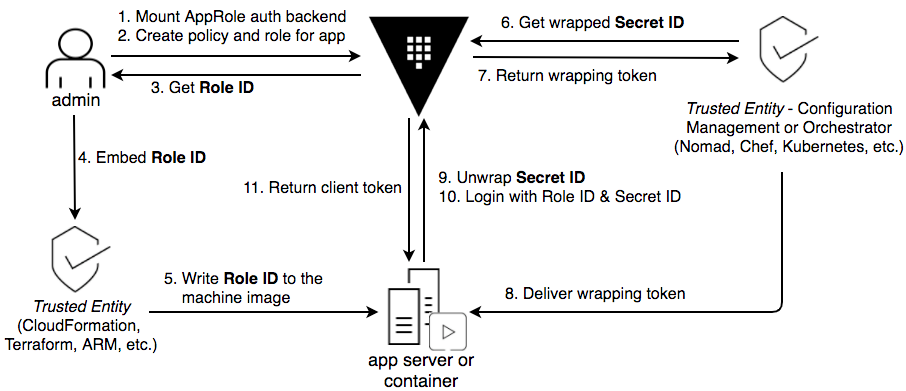 1. Mount AppRole auth backend
2. Create policy and role for app
3. Get Role ID
admin
4. Embed Role ID
Trusted Entity
(CloudFormation,
Terraform, ARM, etc.)
5. Write Role ID to the
machine image
6. Get wrapped Secret ID
7. Return wrapping token
Trusted Entity - Configuration
Management or Orchestrator
(Nomad, Chef, Kubernetes, etc.)
8. Deliver wrapping token
9. Unwrap Secret ID
10. Login with Role ID & Secret ID
11. Return client token
app server or
container